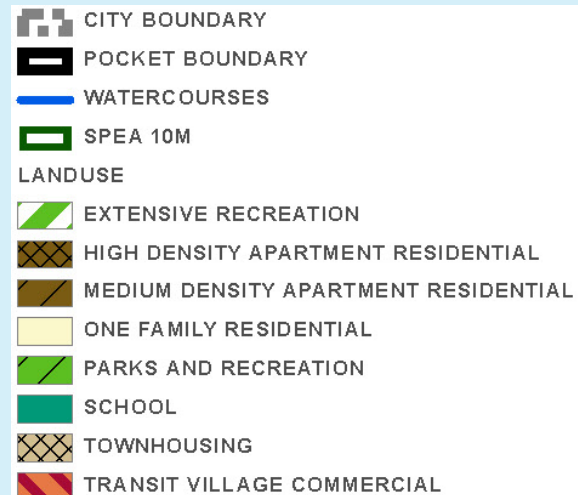 CITY BOUNDARY
POCKET BOUNDARY
WATERCOURSES
SPEA 10M
LANDUSE
EXTENSIVE RECREATION
HIGH DENSITY APARTMENT RESIDENTIAL
MEDIUM DENSITY APARTMENT RESIDENTIAL
ONE FAMILY RESIDENTIAL
PARKS AND RECREATION
SCHOOL
TOWNHOUSING
TRANSIT VILLAGE COMMERCIAL